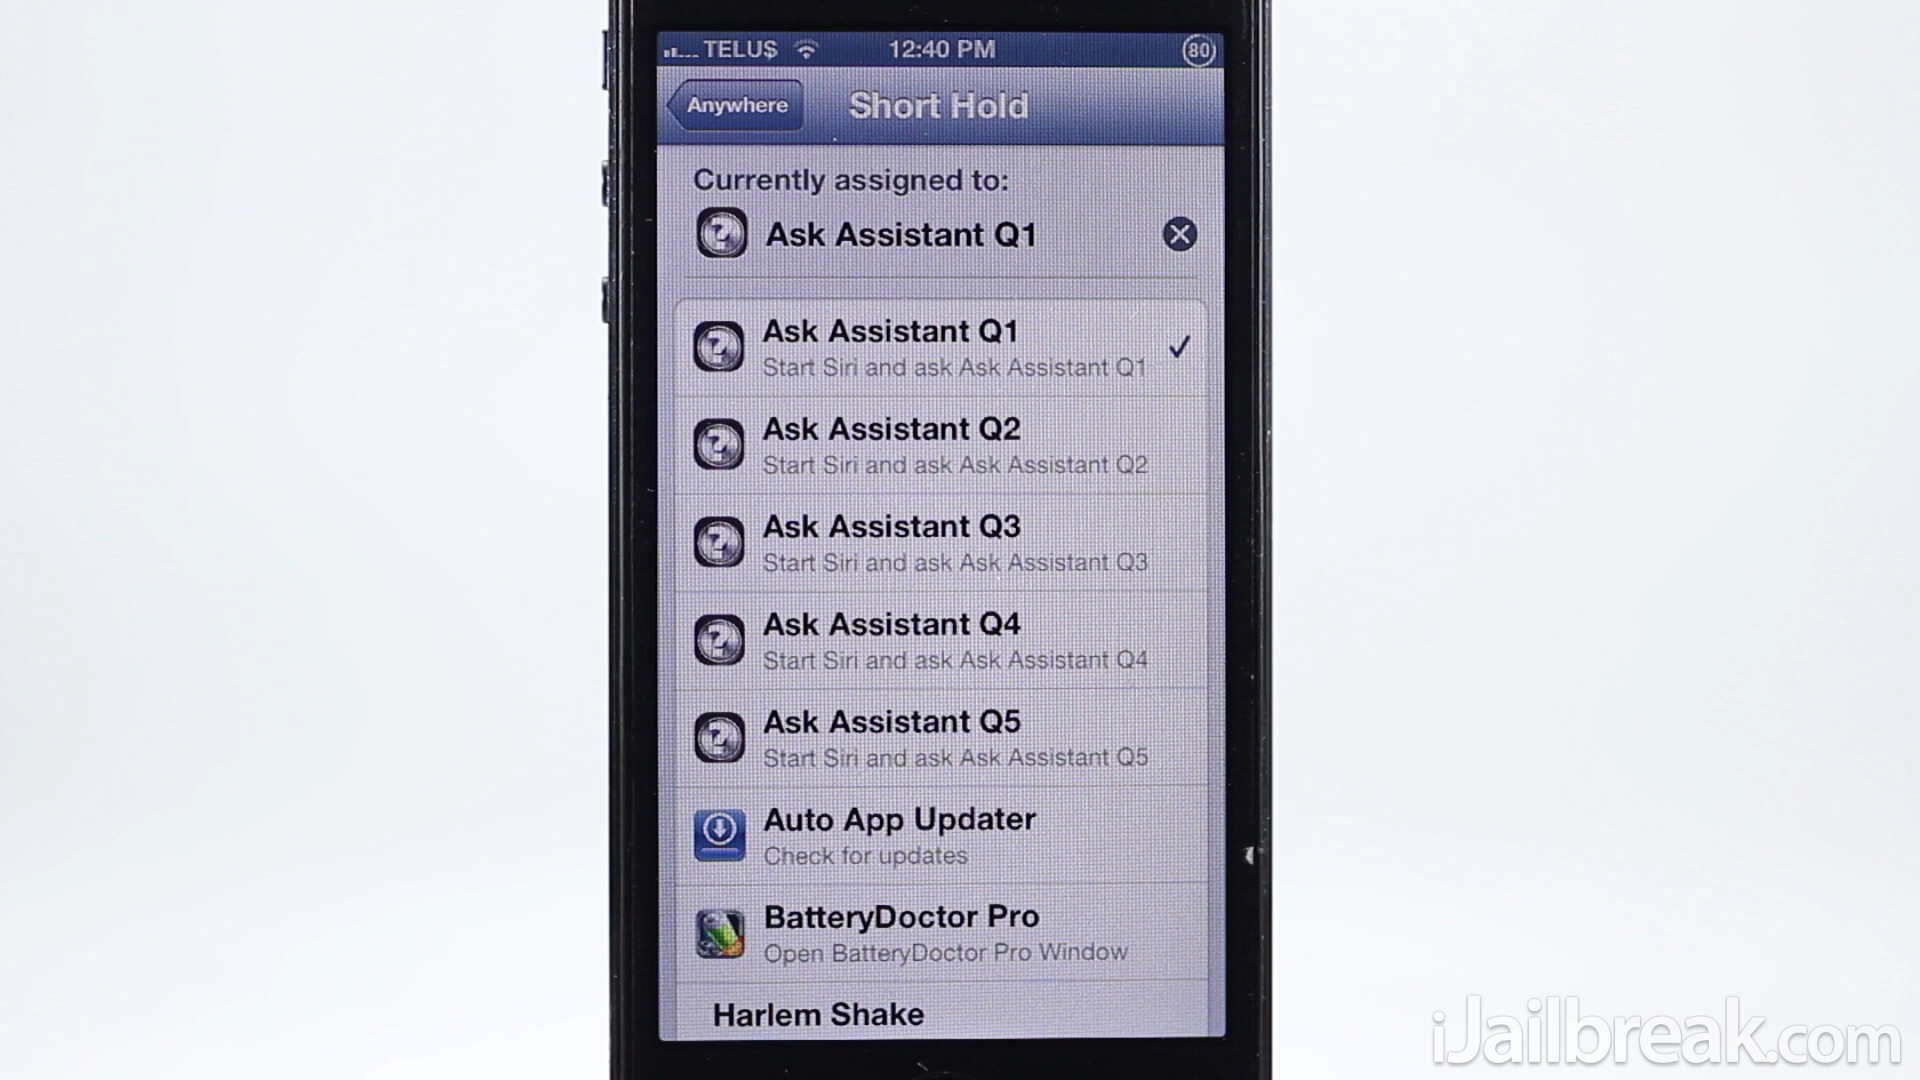 TELU$ 12:40 PM 80
Anywhere Short Hold
Currently assigned to:
Ask Assistant Q1
Ask Assistant Q1
Start Siri and ask Ask Assistant Q1
Ask Assistant Q2
Start Siri and ask Ask Assistant Q2
Ask Assistant Q3
Start Siri and ask Ask Assistant Q3
Ask Assistant Q4
Start Siri and ask Ask Assistant Q4
Ask Assistant Q5
Start Siri and ask Ask Assistant Q5
Auto App Updater
Check for updates
BatteryDoctor Pro
Open BatteryDoctor Pro Window
Harlem Shake
iJailbreak.com